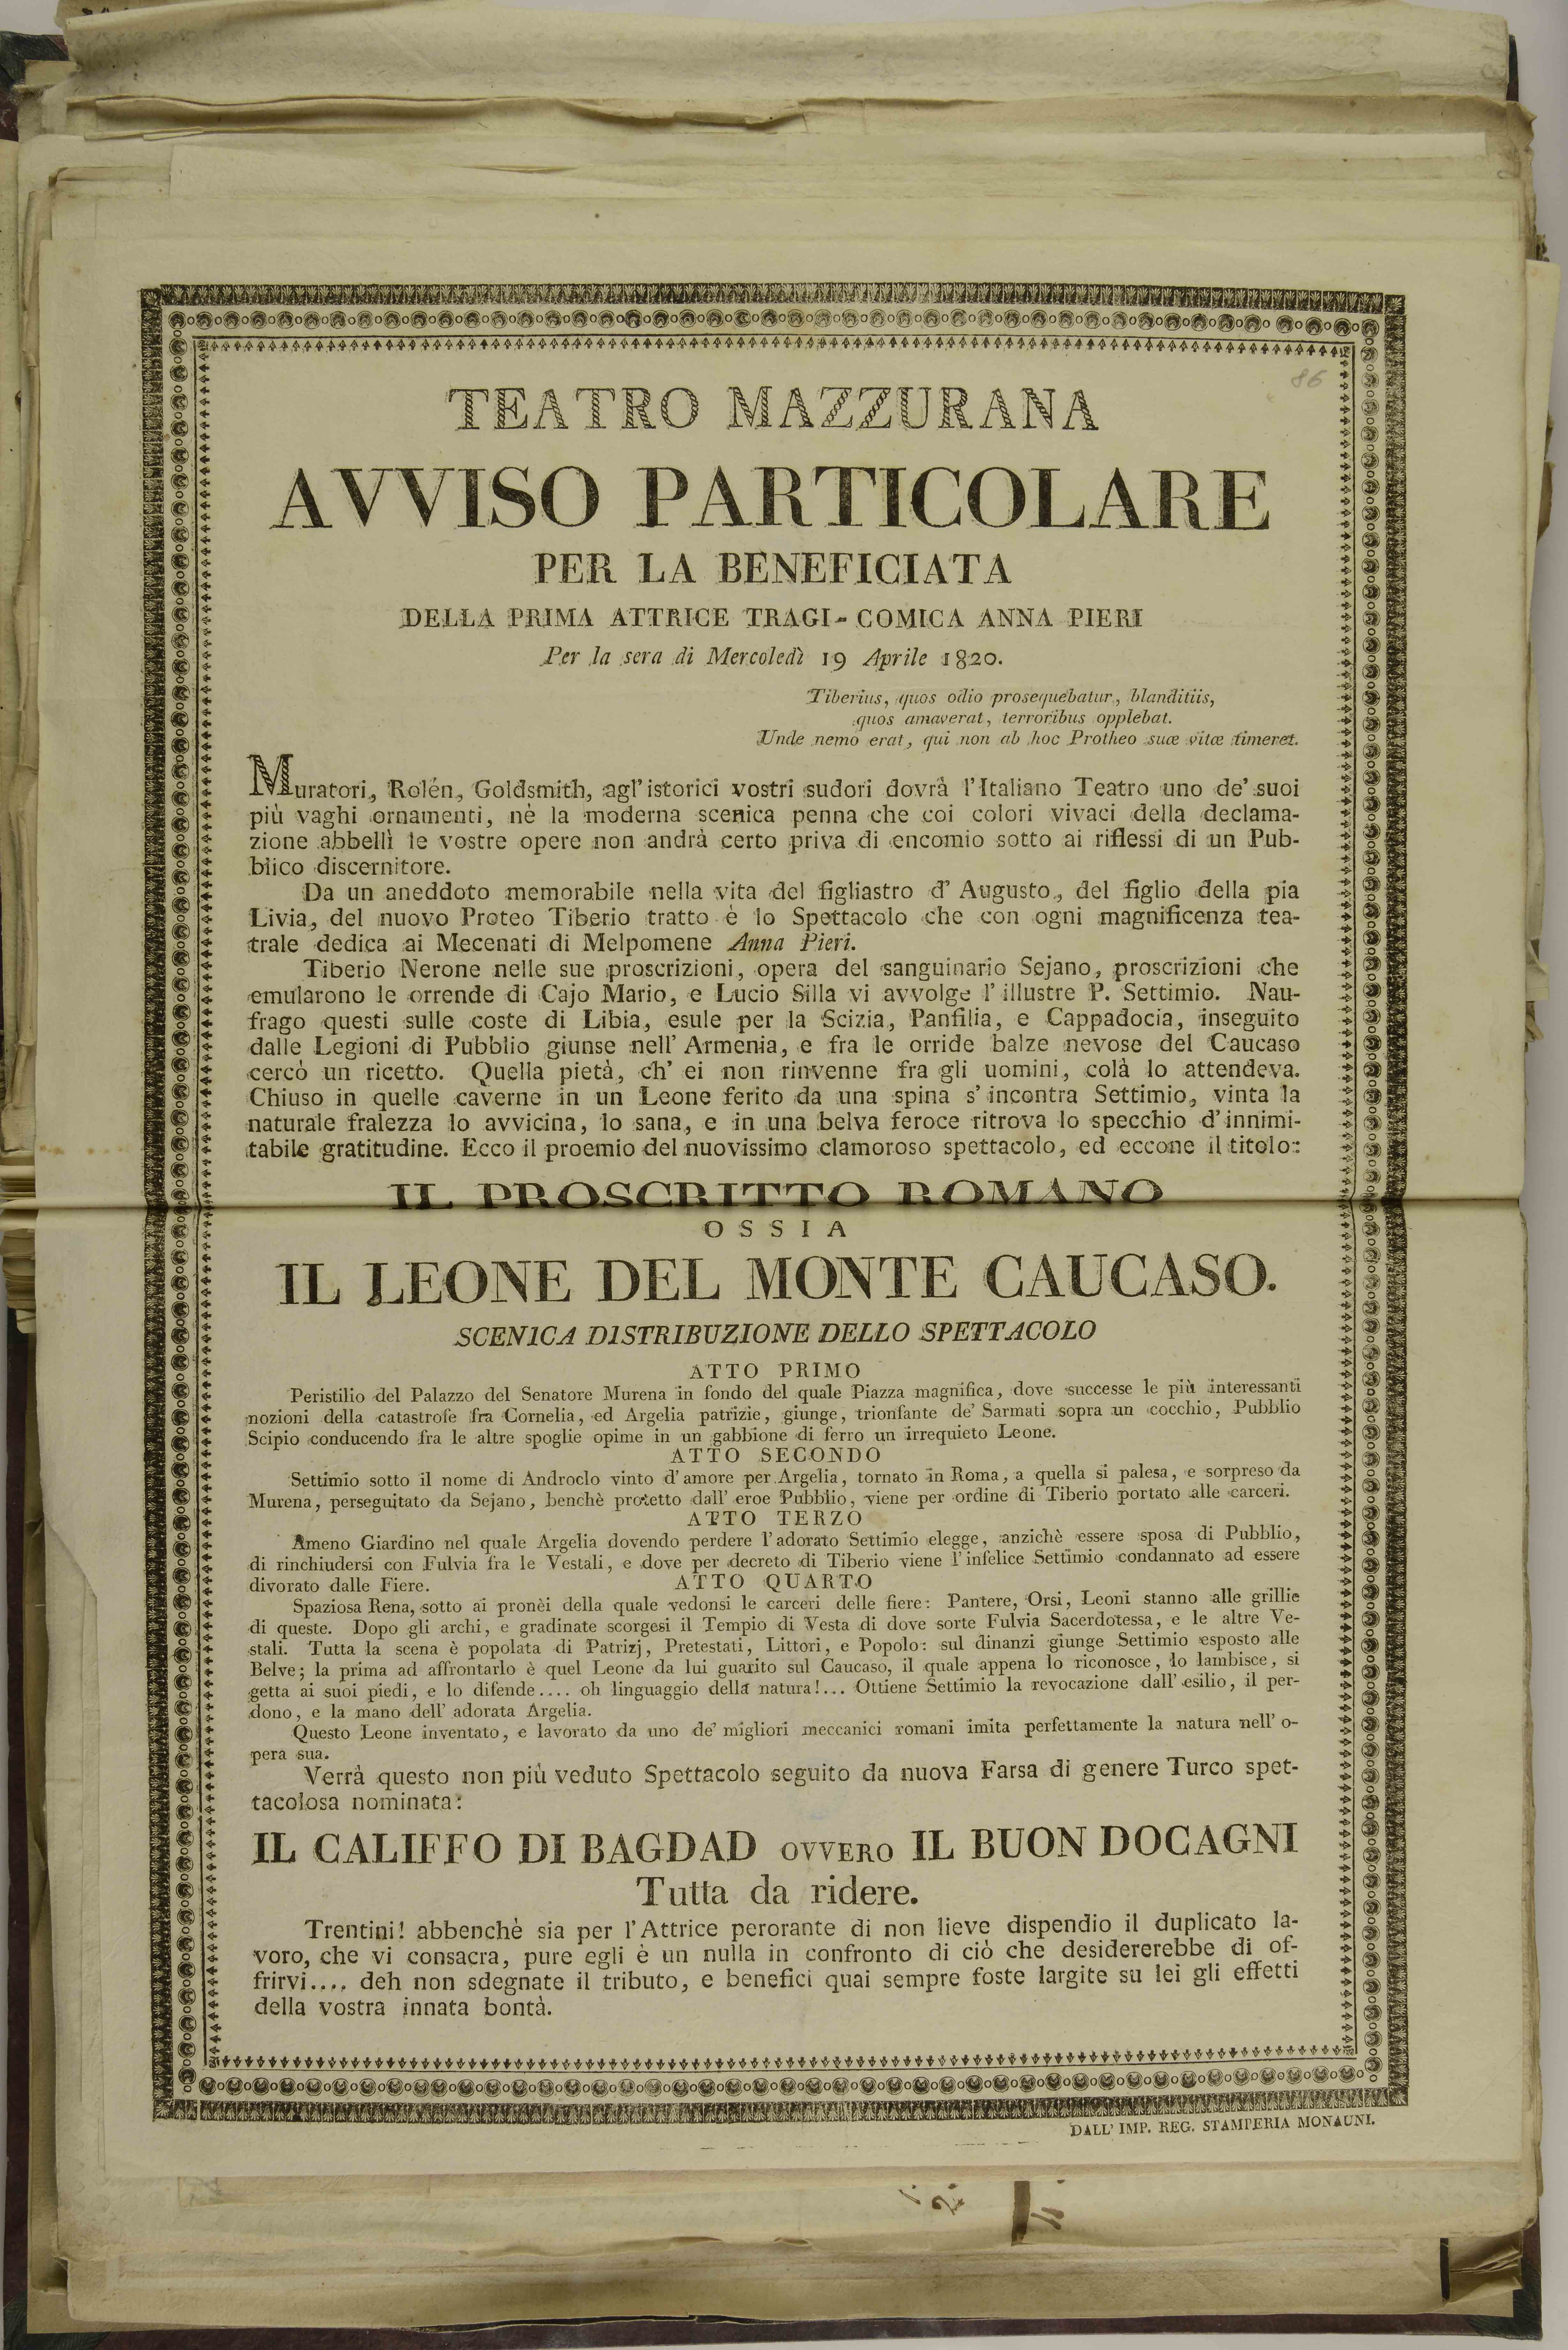 86
TEATRO MAZZURANA
AVVISO PARTICOLARE
PER LA BENEFICIATA
DELLA PRIMA ATTRICE TRAGI-COMICA ANNA PIERI
Per la sera di Mercoledì 19 Aprile 1820.
Tiberius, quos odio prosequebatur, blanditiis,
quos amaverat, terroribus opplebat.
Unde nemo erat, qui non ab hoc Protheo suæ vitæ timeret.
Muratori, Rolén, Goldsmith, agl' istorici vostri sudori dovrà l'Italiano Teatro uno de' suoi
più vaghi ornamenti, nè la moderna scenica penna che coi colori vivaci della declama-
zione abbellì le vostre opere non andrà certo priva di encomio sotto ai riflessi di un Pub-
blico discernitore.
Da un aneddoto memorabile nella vita del figliastro d' Augusto, del figlio della pia
Livia, del nuovo Proteo Tiberio tratto è lo Spettacolo che con ogni magnificenza tea-
trale dedica ai Mecenati di Melpomene Anna Pieri.
Tiberio Nerone nelle sue proscrizioni, opera del sanguinario Sejano, proscrizioni che
emularono le orrende di Cajo Mario, e Lucio Silla vi avvolge l' illustre P. Settimio. Nau-
frago questi sulle coste di Libia, esule per la Scizia, Panfilia, e Cappadocia, inseguito
dalle Legioni di Pubblio giunse nell' Armenia, e fra le orride balze nevose del Caucaso
cercò un ricetto. Quella pietà, ch' ei non rinvenne fra gli uomini, colà lo attendeva.
Chiuso in quelle caverne in un Leone ferito da una spina s' incontra Settimio, vinta la
naturale fralezza lo avvicina, lo sana, e in una belva feroce ritrova lo specchio d' innimi-
tabile gratitudine. Ecco il proemio del nuovissimo clamoroso spettacolo, ed eccone il titolo:
IL PROSCRITTO ROMANO
OSSIA
IL LEONE DEL MONTE CAUCASO.
SCENICA DISTRIBUZIONE DELLO SPETTACOLO
ATTO PRIMO
Peristilio del Palazzo del Senatore Murena in fondo del quale Piazza magnifica, dove successe le più interessanti
nozioni della catastrofe fra Cornelia, ed Argelia patrizie, giunge, trionfante de' Sarmati sopra un cocchio, Pubblio
Scipio conducendo fra le altre spoglie opime in un gabbione di ferro un irrequieto Leone.
ATTO SECONDO
Settimio sotto il nome di Androclo vinto d'amore per Argelia, tornato in Roma, a quella si palesa, e sorpreso da
Murena, perseguitato da Sejano, benchè protetto dall' eroe Pubblio, viene per ordine di Tiberio portato alle carceri.
ATTO TERZO
Ameno Giardino nel quale Argelia dovendo perdere l'adorato Settimio elegge, anzichè essere sposa di Pubblio,
di rinchiudersi con Fulvia fra le Vestali, e dove per decreto di Tiberio viene l'infelice Settimio condannato ad essere
divorato dalle Fiere.
ATTO QUARTO
Spaziosa Rena, sotto ai pronèi della quale vedonsi le carceri delle fiere: Pantere, Orsi, Leoni stanno alle grillie
di queste. Dopo gli archi, e gradinate scorgesi il Tempio di Vesta di dove sorte Fulvia Sacerdotessa, e le altre Ve-
stali. Tutta la scena è popolata di Patrizj, Pretestati, Littori, e Popolo: sul dinanzi giunge Settimio esposto alle
Belve; la prima ad affrontarlo è quel Leone da lui guarito sul Caucaso, il quale appena lo riconosce, lo lambisce, si
getta ai suoi piedi, e lo difende.... oh linguaggio della natura!... Ottiene Settimio la revocazione dall' esilio, il per-
dono, e la mano dell' adorata Argelia.
Questo Leone inventato, e lavorato da uno de' migliori meccanici romani imita perfettamente la natura nell' o-
pera sua.
Verrà questo non più veduto Spettacolo seguito da nuova Farsa di genere Turco spet-
tacolosa nominata:
IL CALIFFO DI BAGDAD OVVERO IL BUON DOCAGNI
Tutta da ridere.
Trentini! abbenchè sia per l'Attrice perorante di non lieve dispendio il duplicato la-
voro, che vi consacra, pure egli è un nulla in confronto di ciò che desidererebbe di of-
frirvi.... deh non sdegnate il tributo, e benefici quai sempre foste largite su lei gli effetti
della vostra innata bontà.
DALL' IMP. REG. STAMPERIA MONAUNI.